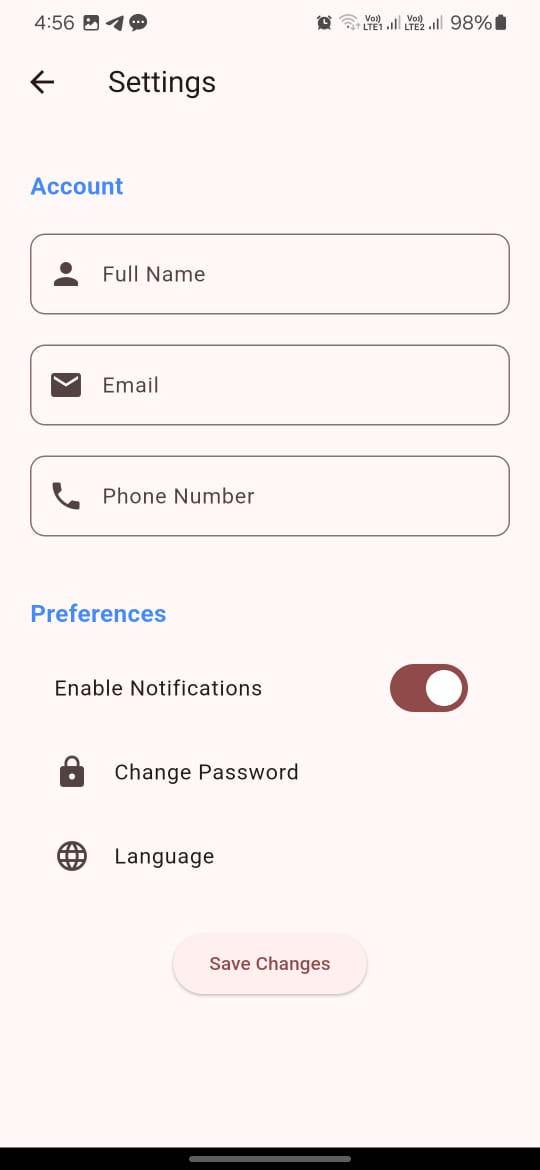 4:56 Vo)) LTE1 Vo)) LTE2 98%
Settings
Account
Full Name
Email
Phone Number
Preferences
Enable Notifications
Change Password
Language
Save Changes